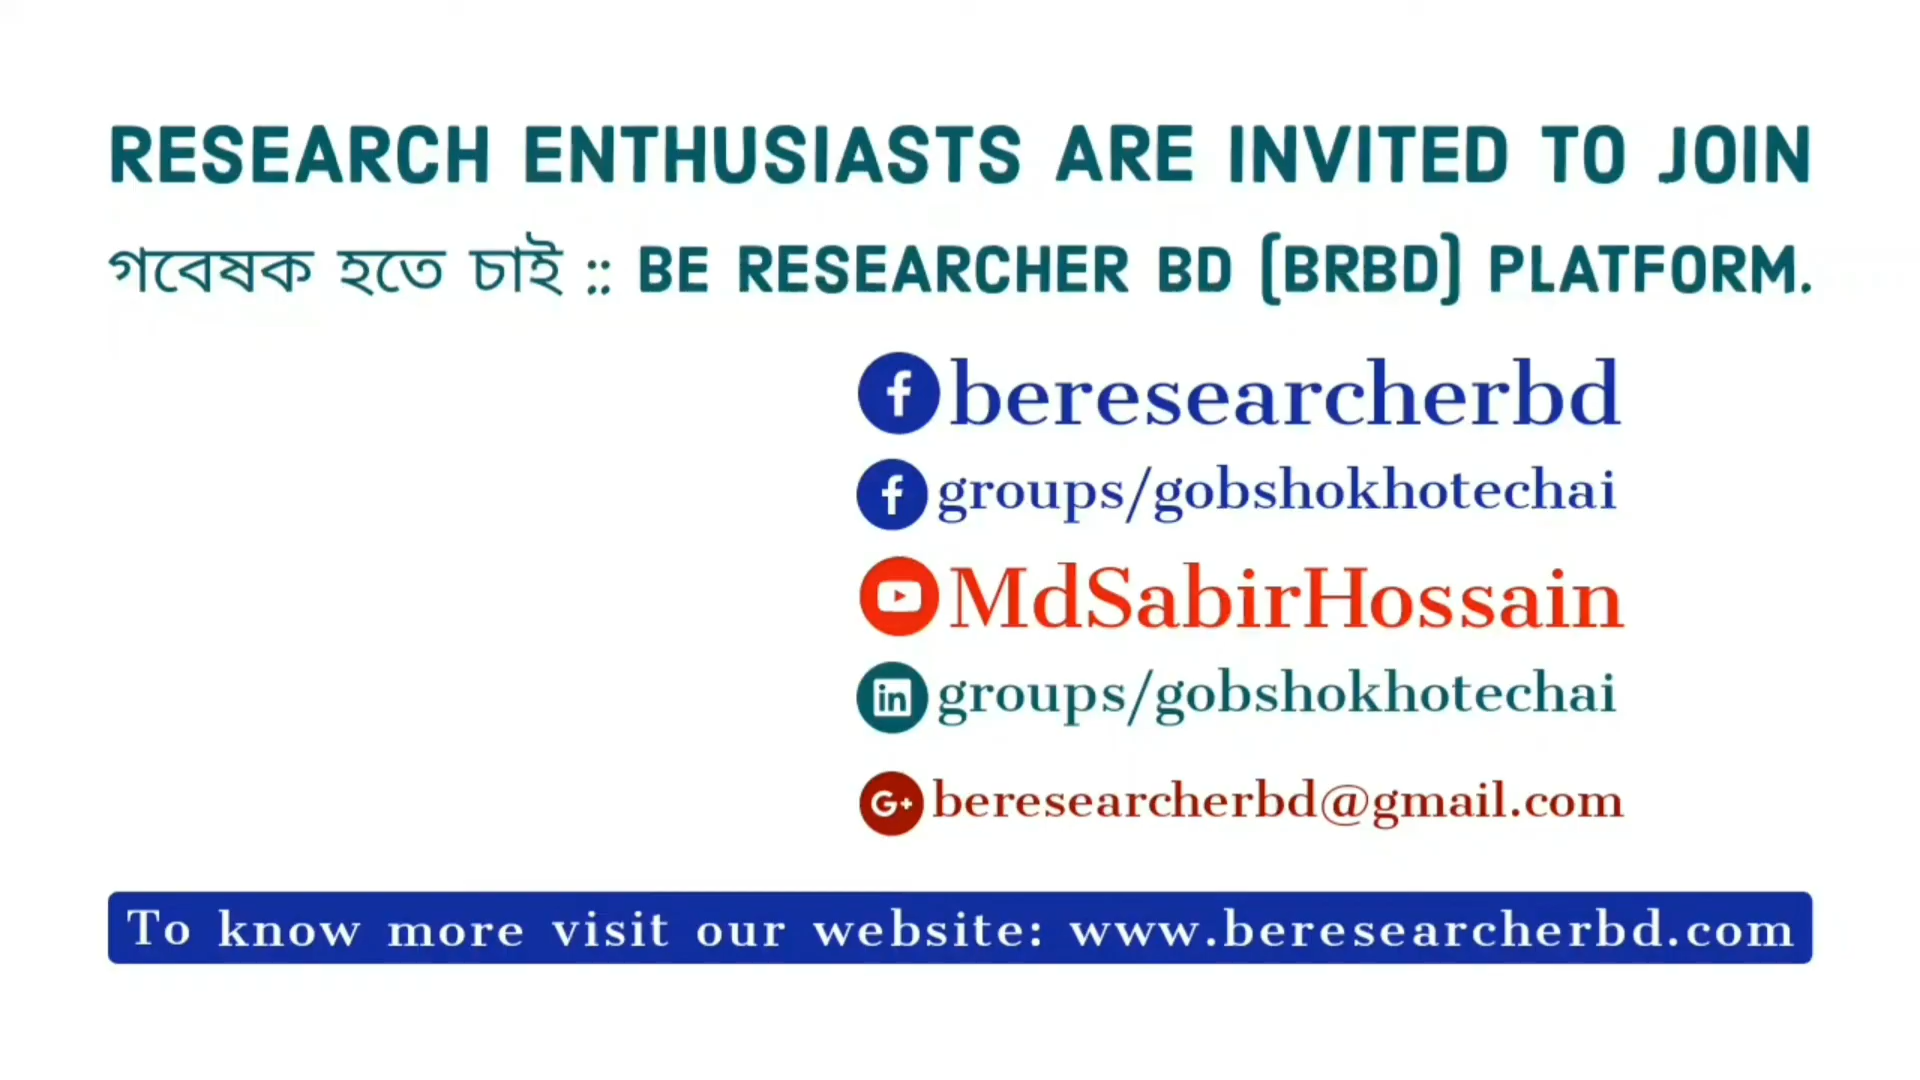 RESEARCH ENTHUSIASTS ARE INVITED TO JOIN
গবেষক হতে চাই :: BE RESEARCHER BD (BRBD) PLATFORM.
beresearcherbd
groups/gobshokhotechai
MdSabirHossain
groups/gobshokhotechai
beresearcherbd@gmail.com
To know more visit our website: www.beresearcherbd.com